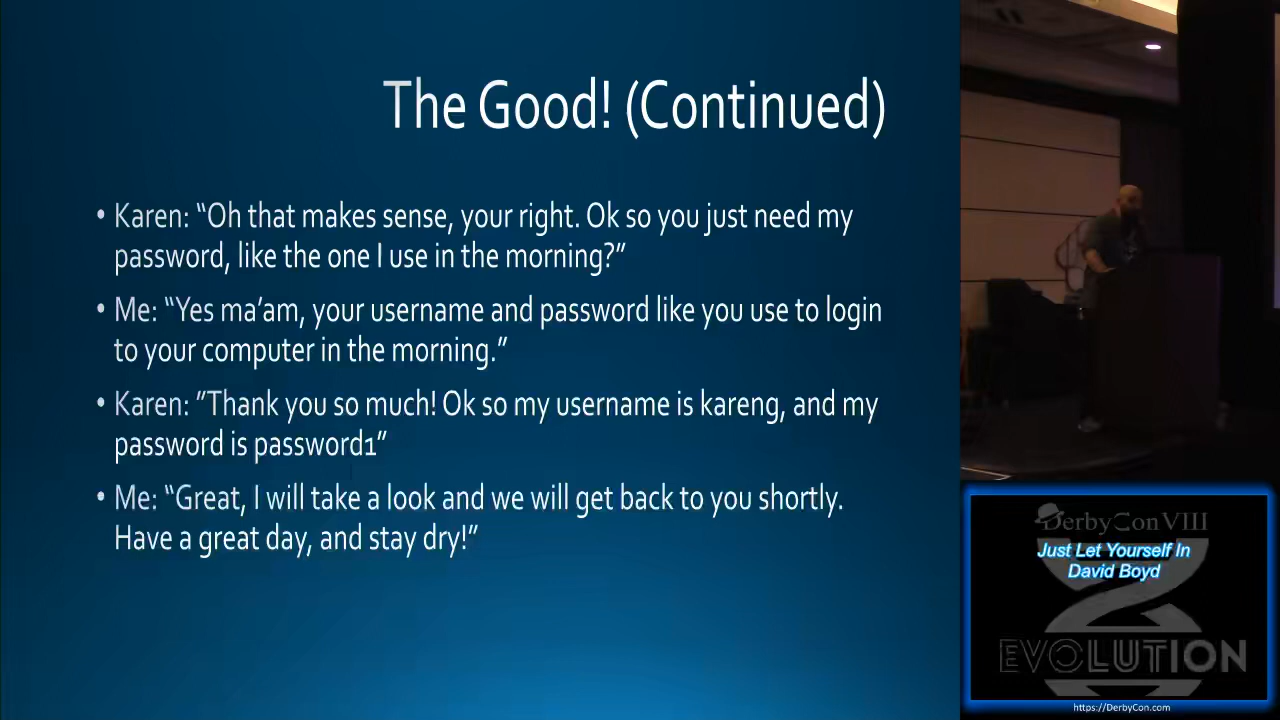 The Good! (Continued)
• Karen: “Oh that makes sense, your right. Ok so you just need my
password, like the one I use in the morning?”
• Me: “Yes ma’am, your username and password like you use to login
to your computer in the morning.”
• Karen: ”Thank you so much! Ok so my username is kareng, and my
password is password1”
• Me: “Great, I will take a look and we will get back to you shortly.
Have a great day, and stay dry!”
DerbyCon VIII
Just Let Yourself In
David Boyd
EVOLUTION
https://DerbyCon.com